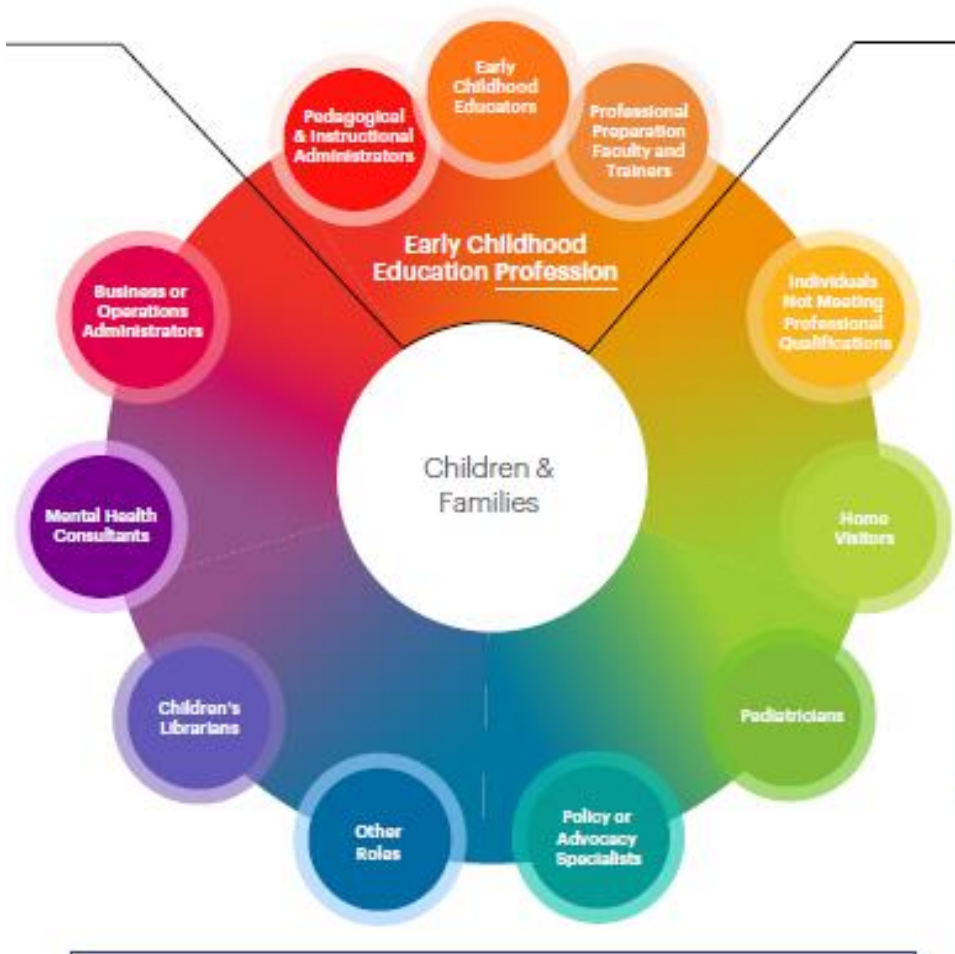 Early
Childhood
Educators
Pedagogical
& Instructional
Administrators
Professional
Preparation
Faculty and
Trainers
Early Childhood
Education Profession
Business or
Operations
Administrators
Individuals
Not Meeting
Professional
Qualifications
Children &
Families
Mental Health
Consultants
Home
Visitors
Children's
Librarians
Pediatricians
Other
Roles
Policy or
Advocacy
Specialists